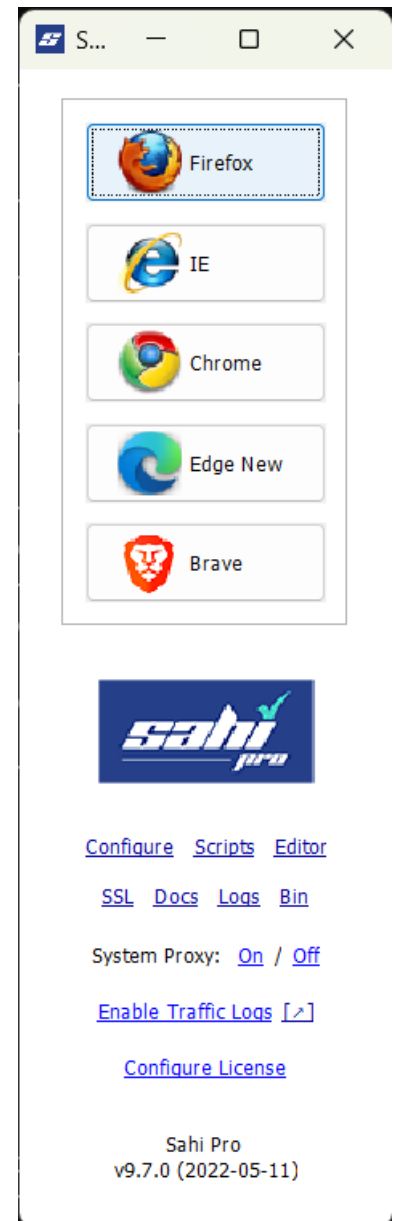 S...
Firefox
IE
Chrome
Edge New
Brave
sahi
pro
Configure Scripts Editor
SSL Docs Logs Bin
System Proxy: On / Off
Enable Traffic Logs [↗]
Configure License
Sahi Pro
v9.7.0 (2022-05-11)